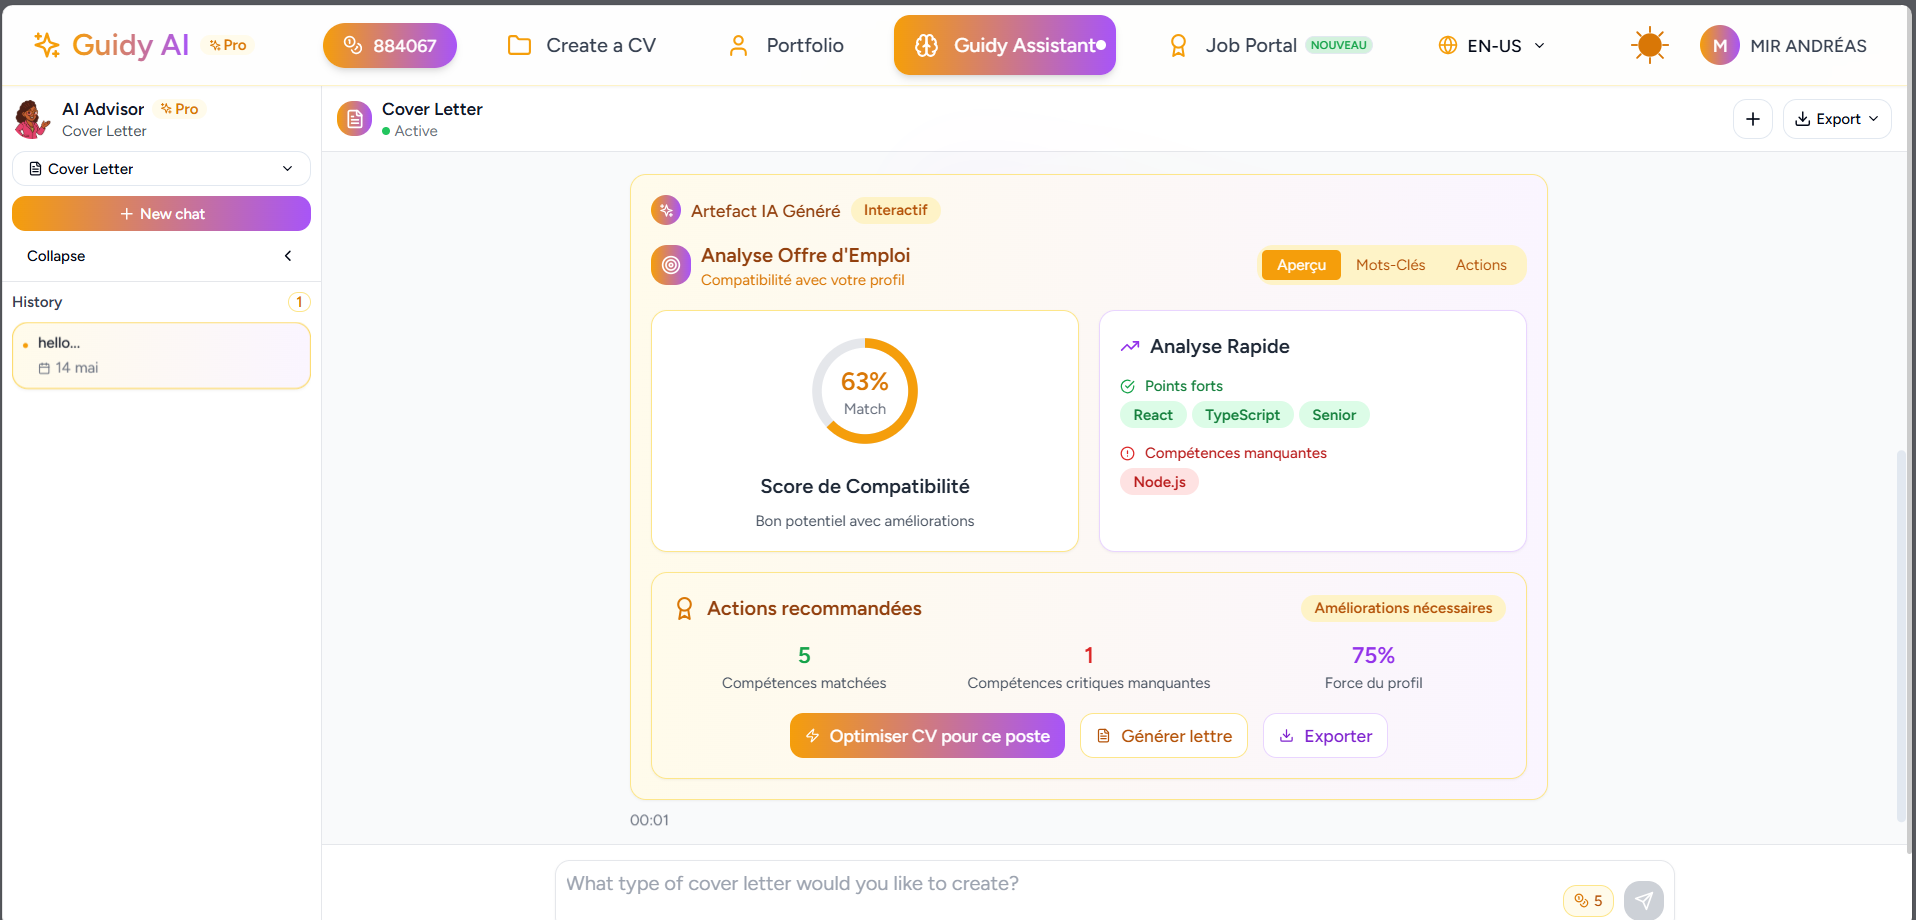 Guidy AI Pro
884067
Create a CV
Portfolio
Guidy Assistant
Job Portal NOUVEAU
EN-US
M MIR ANDRÉAS
AI Advisor Pro
Cover Letter
Cover Letter
New chat
Collapse
History 1
hello...
14 mai
Cover Letter
Active
Export
Artefact IA Généré Interactif
Analyse Offre d'Emploi
Compatibilité avec votre profil
Aperçu Mots-Clés Actions
63%
Match
Score de Compatibilité
Bon potentiel avec améliorations
Analyse Rapide
Points forts
React TypeScript Senior
Compétences manquantes
Node.js
Actions recommandées Améliorations nécessaires
5
Compétences matchées
1
Compétences critiques manquantes
75%
Force du profil
Optimiser CV pour ce poste
Générer lettre
Exporter
00:01
What type of cover letter would you like to create?
5